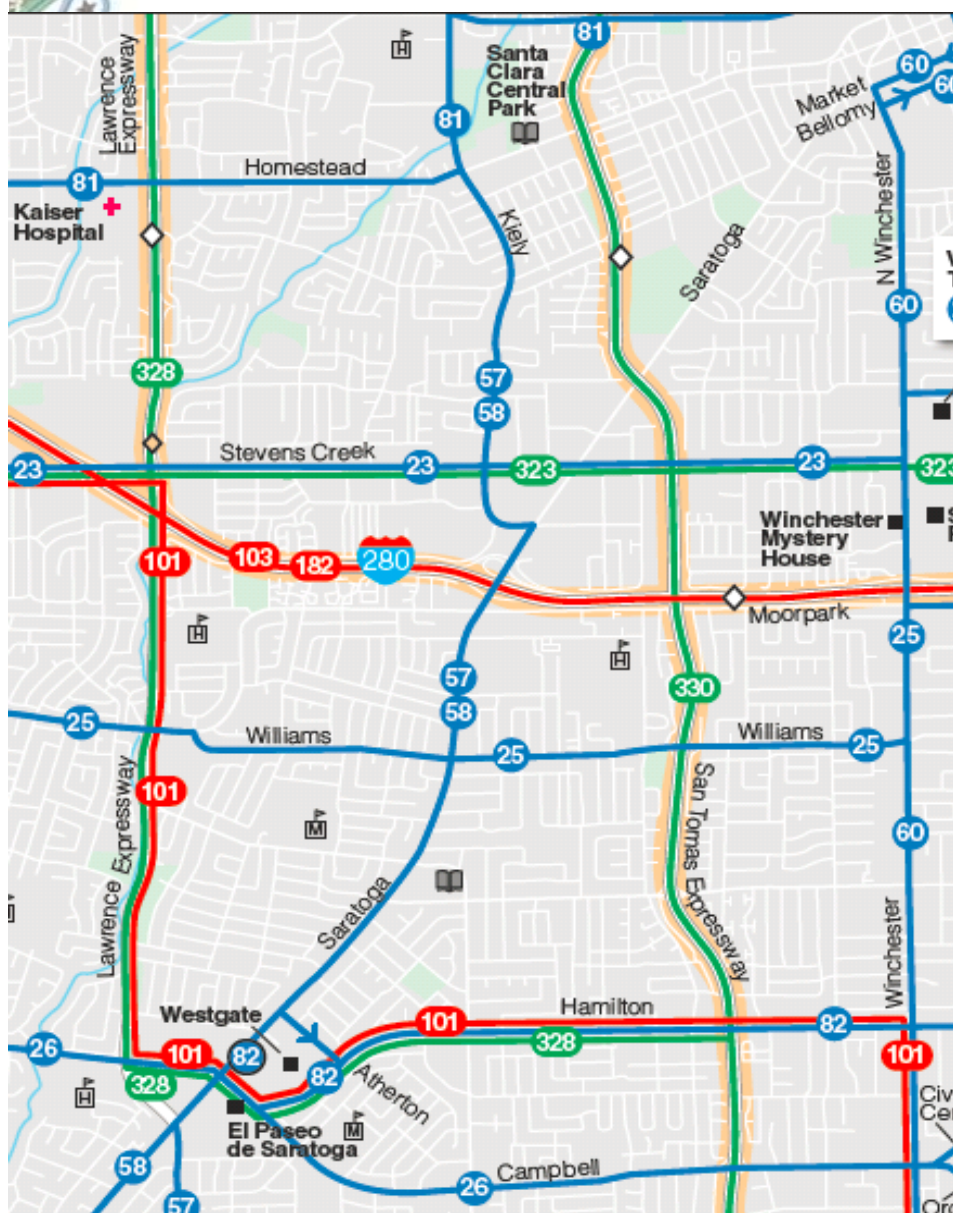 81
Santa
Clara
Central
Park
60
60
Market
Bellomy
Lawrence
Expressway
81
Homestead
81
Kaiser
Hospital
Kiely
Saratoga
N Winchester
60
328
57
58
Stevens Creek
23
23
323
23
323
Winchester
Mystery
House
101
103
182
280
Moorpark
H
H
H
25
57
58
330
25
Williams
25
Williams
25
101
Lawrence Expressway
San Tomas Expressway
60
M
Saratoga
Winchester
Westgate
101
Hamilton
82
26
101
82
328
101
328
82
Atherton
H
M
El Paseo
de Saratoga
58
57
26
Campbell